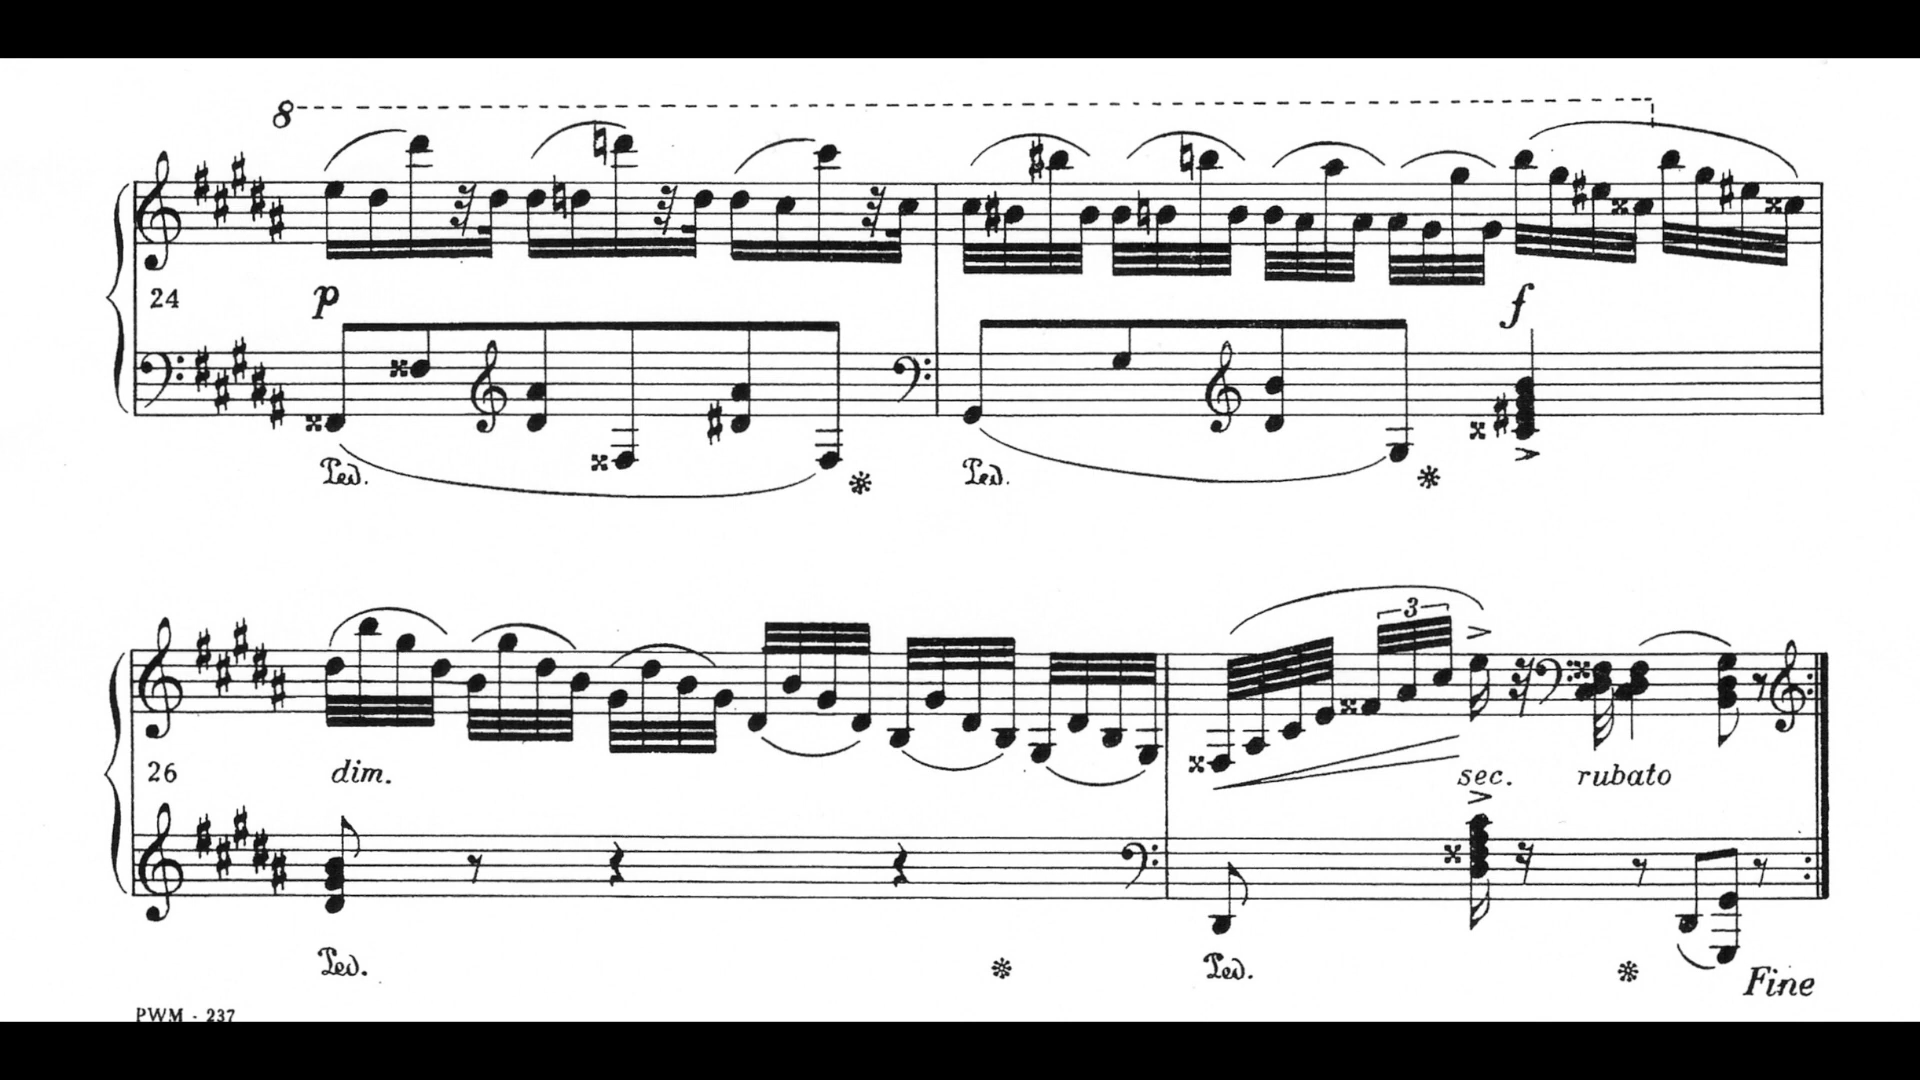 8
24 p f
Ped. Ped.
3
26 dim. sec. rubato
Ped. Ped. Fine
PWM - 237